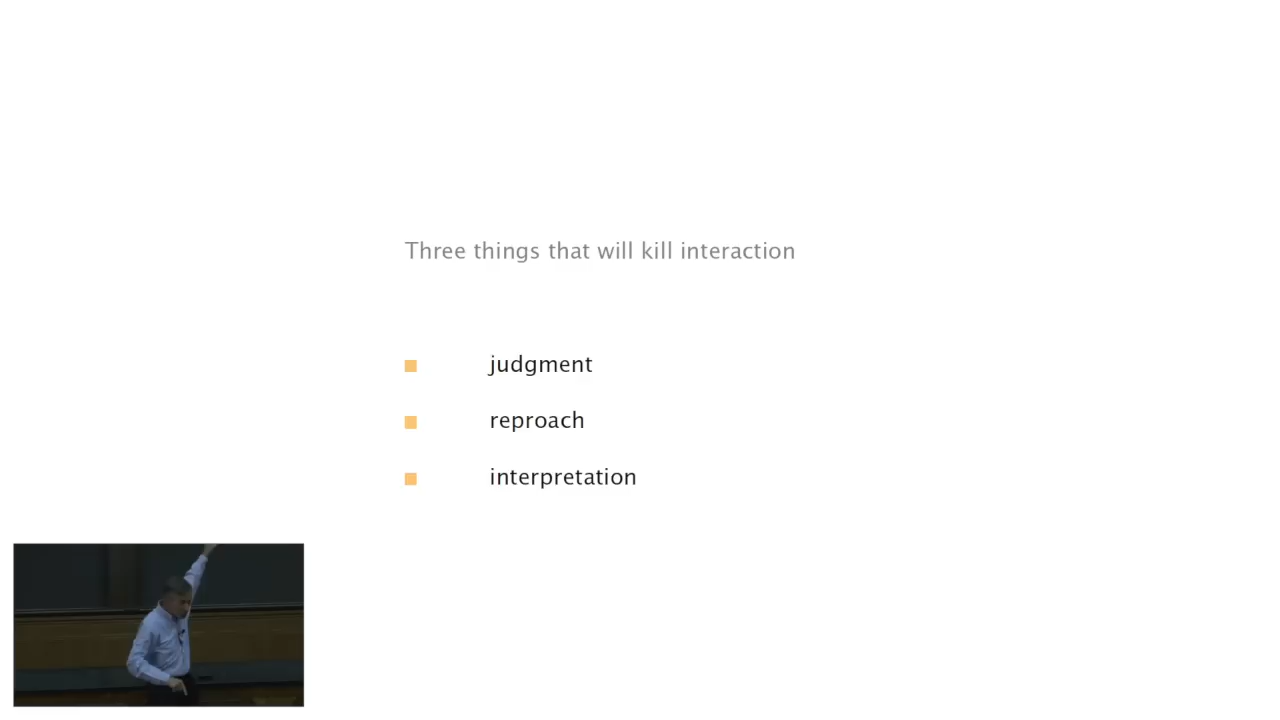 Three things that will kill interaction
judgment
reproach
interpretation